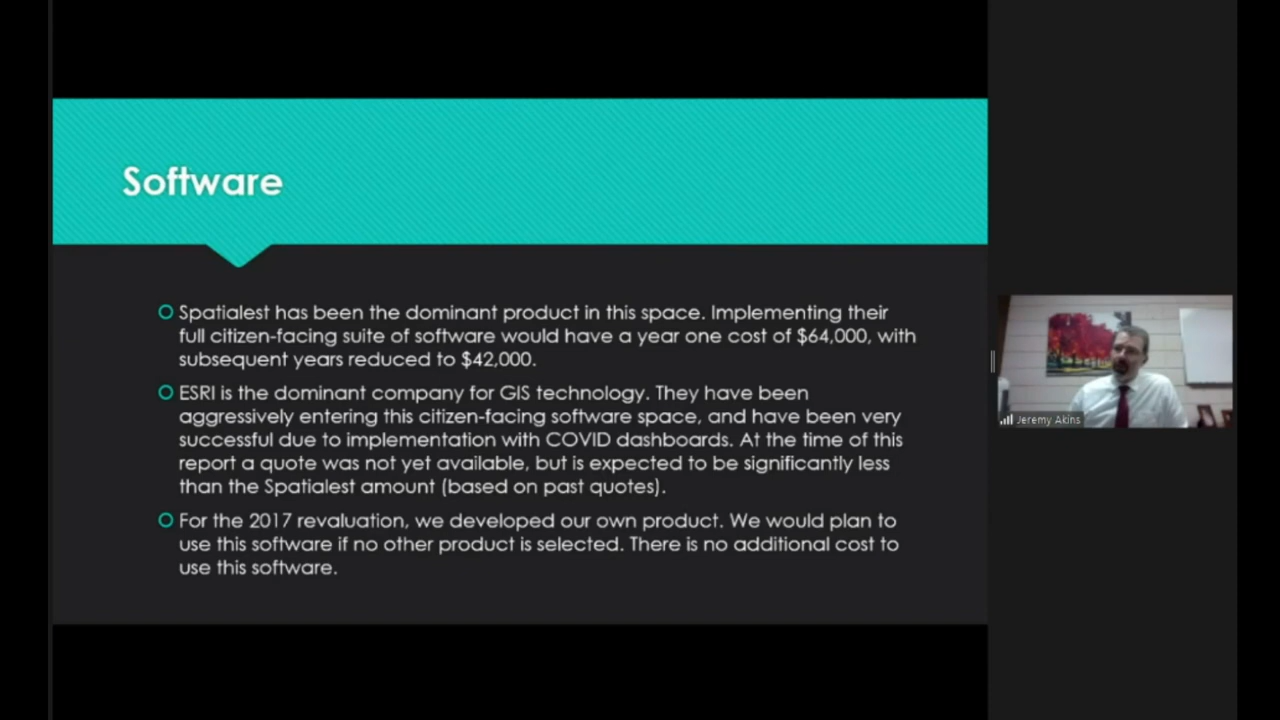 Software
Spatialest has been the dominant product in this space. Implementing their
full citizen-facing suite of software would have a year one cost of $64,000, with
subsequent years reduced to $42,000.
ESRI is the dominant company for GIS technology. They have been
aggressively entering this citizen-facing software space, and have been very
successful due to implementation with COVID dashboards. At the time of this
report a quote was not yet available, but is expected to be significantly less
than the Spatialest amount (based on past quotes).
For the 2017 revaluation, we developed our own product. We would plan to
use this software if no other product is selected. There is no additional cost to
use this software.
Jeremy Akins